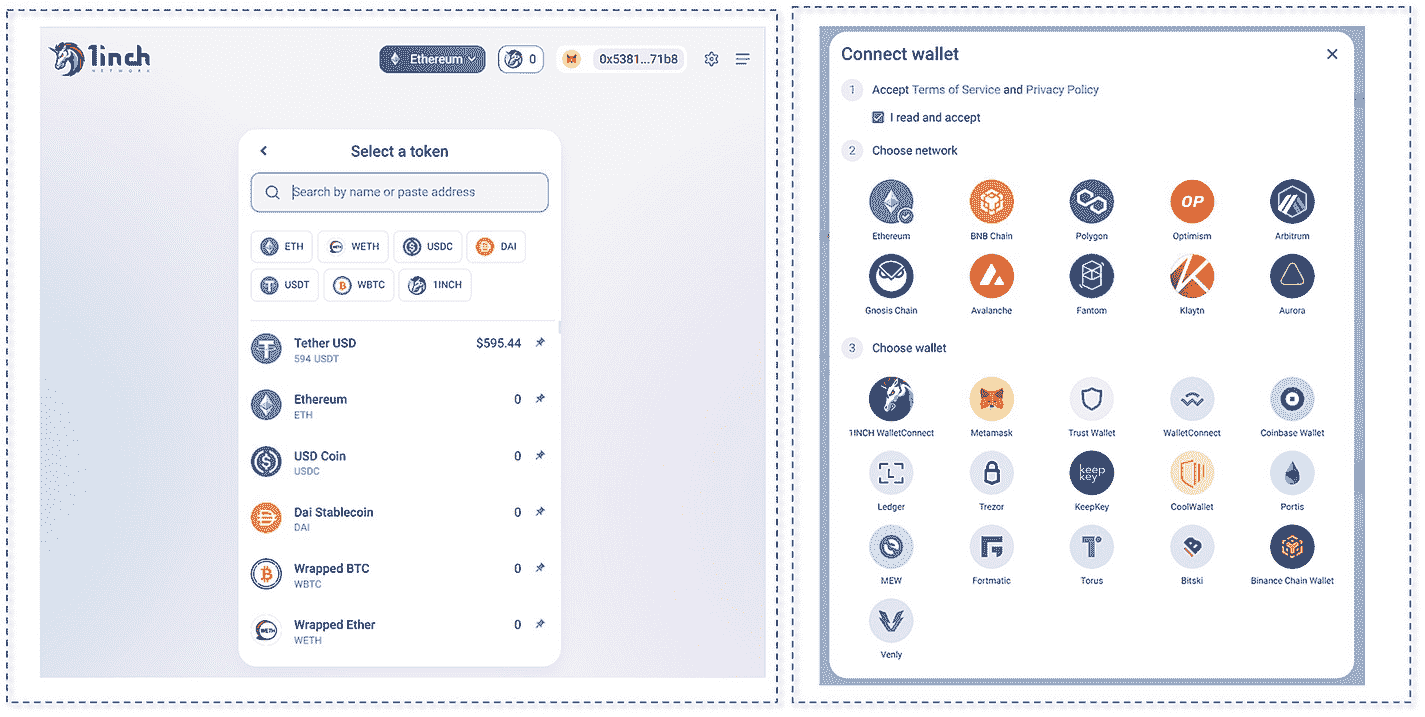 1inch
NETWORK
Ethereum
0
0x5381...71b8
Select a token
Search by name or paste address
ETH
WETH
USDC
DAI
USDT
WBTC
1INCH
Tether USD
$595.44
594 USDT
Ethereum
0
ETH
USD Coin
0
USDC
Dai Stablecoin
0
DAI
Wrapped BTC
0
WBTC
Wrapped Ether
0
WETH
Connect wallet
1 Accept Terms of Service and Privacy Policy
I read and accept
2 Choose network
OP
Ethereum
BNB Chain
Polygon
Optimism
Arbitrum
Gnosis Chain
Avalanche
Fantom
Klaytn
Aurora
3 Choose wallet
1INCH WalletConnect
Metamask
Trust Wallet
WalletConnect
Coinbase Wallet
keep
key
Ledger
Trezor
KeepKey
CoolWallet
Portis
MEW
Fortmatic
Torus
Bitski
Binance Chain Wallet
Venly